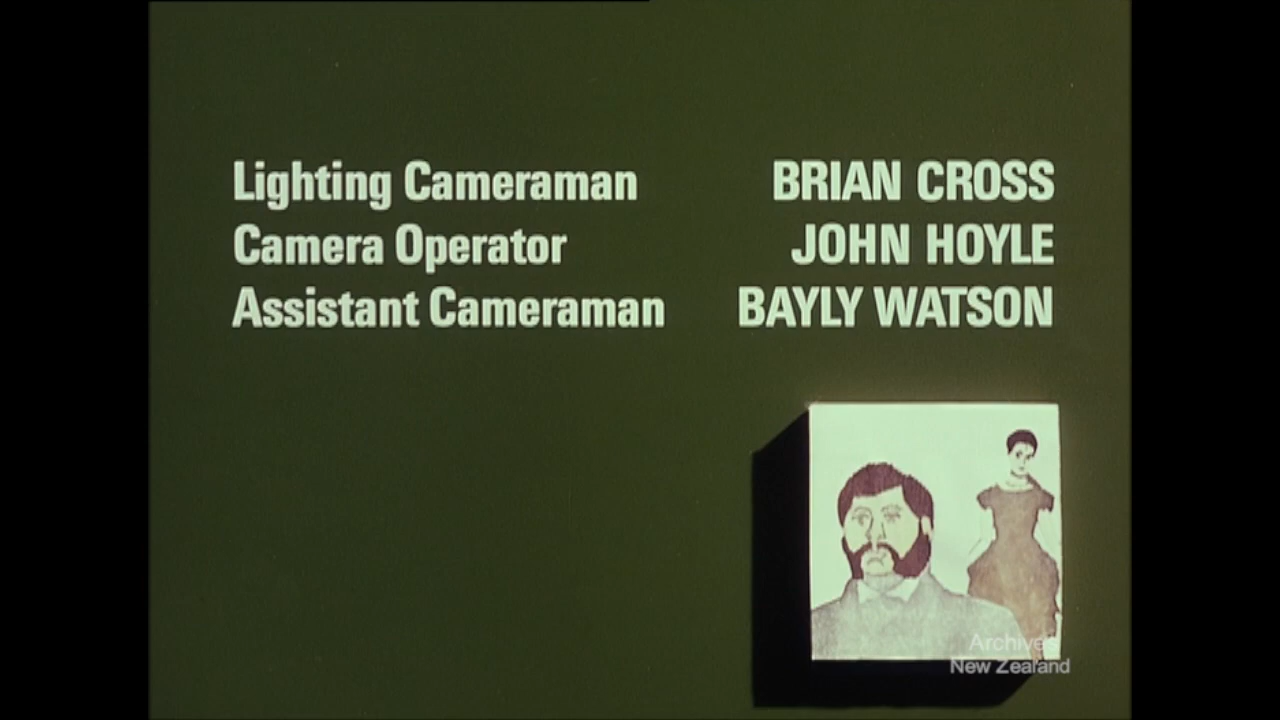 Lighting Cameraman BRIAN CROSS
Camera Operator JOHN HOYLE
Assistant Cameraman BAYLY WATSON
Archives
New Zealand